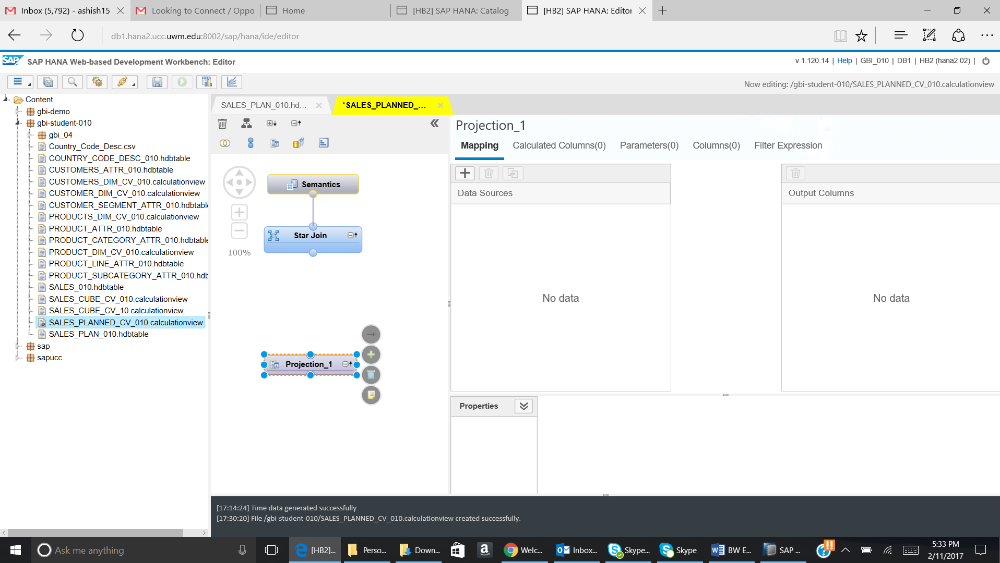 Inbox (5,792) - ashish15
Looking to Connect / Oppo
Home
[HB2] SAP HANA: Catalog
[HB2] SAP HANA: Editor
db1.hana2.ucc.uwm.edu:8002/sap/hana/ide/editor
SAP
SAP HANA Web-based Development Workbench: Editor
v 1.120.14 | Help | GBI_010 | DB1 | HB2 (hana2 02) |
Now editing: /gbi-student-010/SALES_PLANNED_CV_010.calculationview
Content
gbi-demo
gbi-student-010
gbi_04
Country_Code_Desc.csv
COUNTRY_CODE_DESC_010.hdbtable
CUSTOMERS_ATTR_010.hdbtable
CUSTOMERS_DIM_CV_010.calculationview
CUSTOMER_DIM_CV_010.calculationview
CUSTOMER_SEGMENT_ATTR_010.hdbtable
PRODUCTS_DIM_CV_010.calculationview
PRODUCT_ATTR_010.hdbtable
PRODUCT_CATEGORY_ATTR_010.hdbtable
PRODUCT_DIM_CV_010.calculationview
PRODUCT_LINE_ATTR_010.hdbtable
PRODUCT_SUBCATEGORY_ATTR_010.hdb
SALES_010.hdbtable
SALES_CUBE_CV_010.calculationview
SALES_CUBE_CV_10.calculationview
SALES_PLANNED_CV_010.calculationview
SALES_PLAN_010.hdbtable
sap
sapucc
SALES_PLAN_010.hd...
*SALES_PLANNED_...
Semantics
Star Join
100%
Projection_1
Projection_1
Mapping
Calculated Columns(0)
Parameters(0)
Columns(0)
Filter Expression
Data Sources
No data
Output Columns
No data
Properties
[17:14:24] Time data generated successfully
[17:30:20] File /gbi-student-010/SALES_PLANNED_CV_010.calculationview created successfully.
Ask me anything
[HB2]...
Perso...
Down...
Welc...
Inbox...
Skype...
Skype
BW E...
SAP ...
5:33 PM
2/11/2017